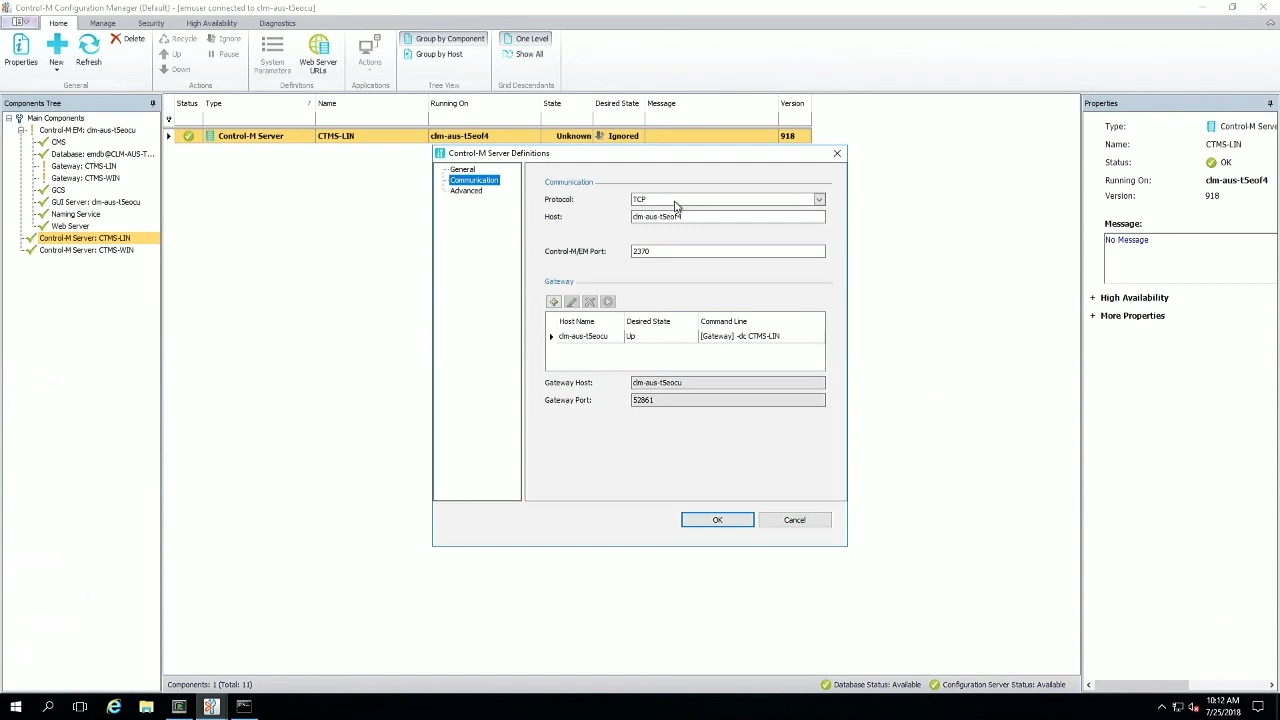 Control-M Configuration Manager (Default) - [emuser connected to clm-aus-t5eocu]
Home
Manage
Security
High Availability
Diagnostics
Properties
New
Refresh
Delete
General
Recycle
Ignore
Up
Pause
Down
Actions
System Parameters
Web Server URLs
Definitions
Actions
Applications
Group by Component
Group by Host
Tree View
One Level
Show All
Grid Descendants
Components Tree
Main Components
Control-M EM: clm-aus-t5eocu
CMS
Database: emdb@CLM-AUS-T...
Gateway: CTMS-LIN
Gateway: CTMS-WIN
GCS
GUI Server: clm-aus-t5eocu
Naming Service
Web Server
Control-M Server: CTMS-LIN
Control-M Server: CTMS-WIN
Status Type / Name Running On State Desired State Message Version
Control-M Server CTMS-LIN clm-aus-t5eof4 Unknown Ignored 918
Control-M Server Definitions
General
Communication
Advanced
Communication
Protocol: TCP
Host: clm-aus-t5eof4
Control-M/EM Port: 2370
Gateway
Host Name Desired State Command Line
clm-aus-t5eocu Up [Gateway] -dc CTMS-LIN
Gateway Host: clm-aus-t5eocu
Gateway Port: 52861
OK
Cancel
Properties
Type: Control-M Serve
Name: CTMS-LIN
Status: OK
Running On: clm-aus-t5eof4
Version: 918
Message:
No Message
High Availability
More Properties
Components: 1 (Total: 11)
Database Status: Available
Configuration Server Status: Available
10:12 AM
7/25/2018